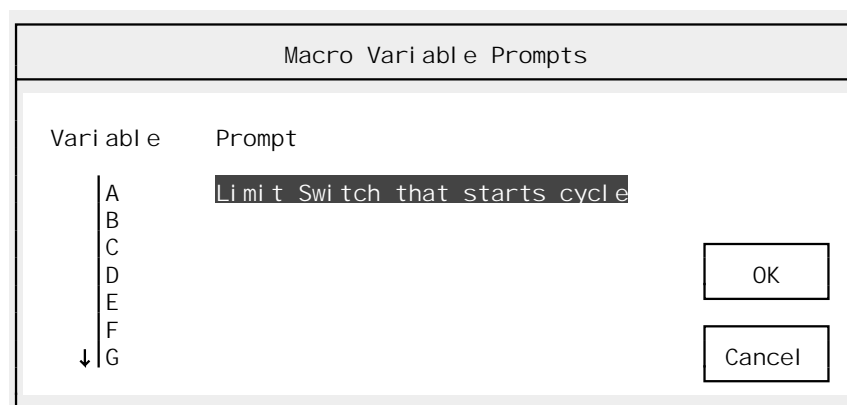 Macro Variable Prompts
Variable Prompt
A Limit Switch that starts cycle
B
C
D OK
E
F
↓ G Cancel